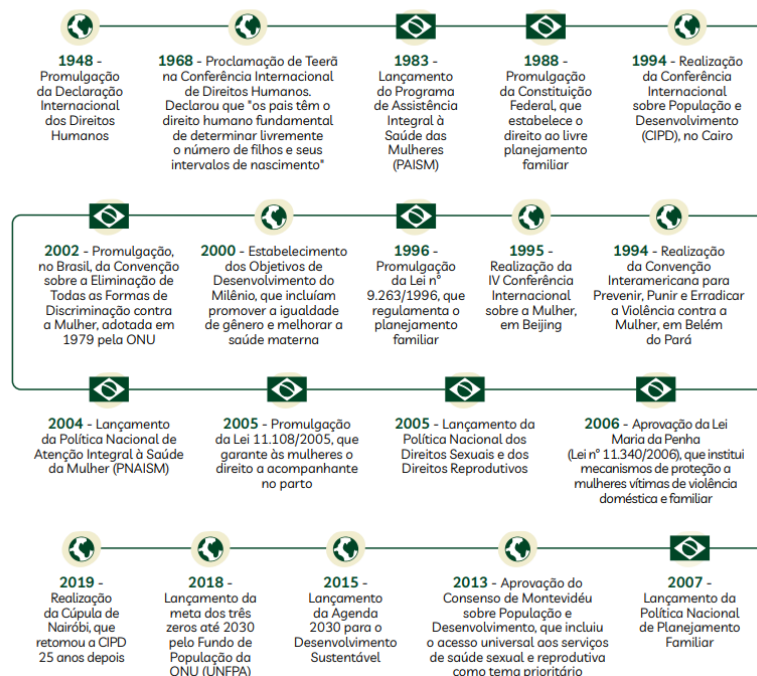 1948 -
Promulgação
da Declaração
Internacional
dos Direitos
Humanos
1968 - Proclamação de Teerã
na Conferência Internacional
de Direitos Humanos.
Declarou que "os pais têm o
direito humano fundamental
de determinar livremente
o número de filhos e seus
intervalos de nascimento"
1983 -
Lançamento
do Programa
de Assistência
Integral à
Saúde das
Mulheres
(PAISM)
1988 -
Promulgação
da Constituição
Federal, que
estabelece o
direito ao livre
planejamento
familiar
1994 - Realização
da Conferência
Internacional
sobre População e
Desenvolvimento
(CIPD), no Cairo
2002 - Promulgação,
no Brasil, da Convenção
sobre a Eliminação de
Todas as Formas de
Discriminação contra
a Mulher, adotada em
1979 pela ONU
2000 - Estabelecimento
dos Objetivos de
Desenvolvimento do
Milênio, que incluíam
promover a igualdade
de gênero e melhorar a
saúde materna
1996 -
Promulgação
da Lei n°
9.263/1996, que
regulamenta o
planejamento
familiar
1995 -
Realização da
IV Conferência
Internacional
sobre a Mulher,
em Beijing
1994 - Realização
da Convenção
Interamericana para
Prevenir, Punir e Erradicar
a Violência contra a
Mulher, em Belém
do Pará
2004 - Lançamento
da Política Nacional de
Atenção Integral à Saúde
da Mulher (PNAISM)
2005 - Promulgação
da Lei 11.108/2005, que
garante às mulheres o
direito a acompanhante
no parto
2005 - Lançamento da
Política Nacional dos
Direitos Sexuais e dos
Direitos Reprodutivos
2006 - Aprovação da Lei
Maria da Penha
(Lei n° 11.340/2006), que institui
mecanismos de proteção a
mulheres vítimas de violência
doméstica e familiar
2019 -
Realização
da Cúpula de
Nairóbi, que
retomou a CIPD
25 anos depois
2018 -
Lançamento da
meta dos três
zeros até 2030
pelo Fundo de
População da
ONU (UNFPA)
2015 -
Lançamento
da Agenda
2030 para o
Desenvolvimento
Sustentável
2013 - Aprovação do
Consenso de Montevidéu
sobre População e
Desenvolvimento, que incluiu
o acesso universal aos serviços
de saúde sexual e reprodutiva
como tema prioritário
2007 -
Lançamento da
Política Nacional
de Planejamento
Familiar